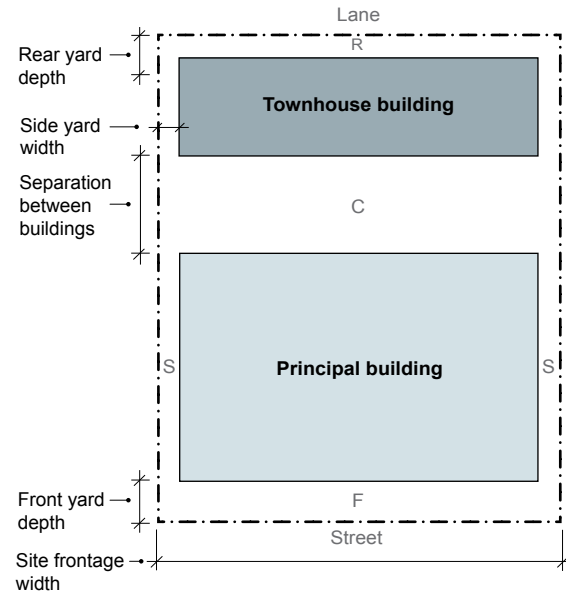 Lane
R
Rear yard
depth
Townhouse building
Side yard
width
Separation
between
buildings
C
S
Principal building
S
Front yard
depth
F
Street
Site frontage
width